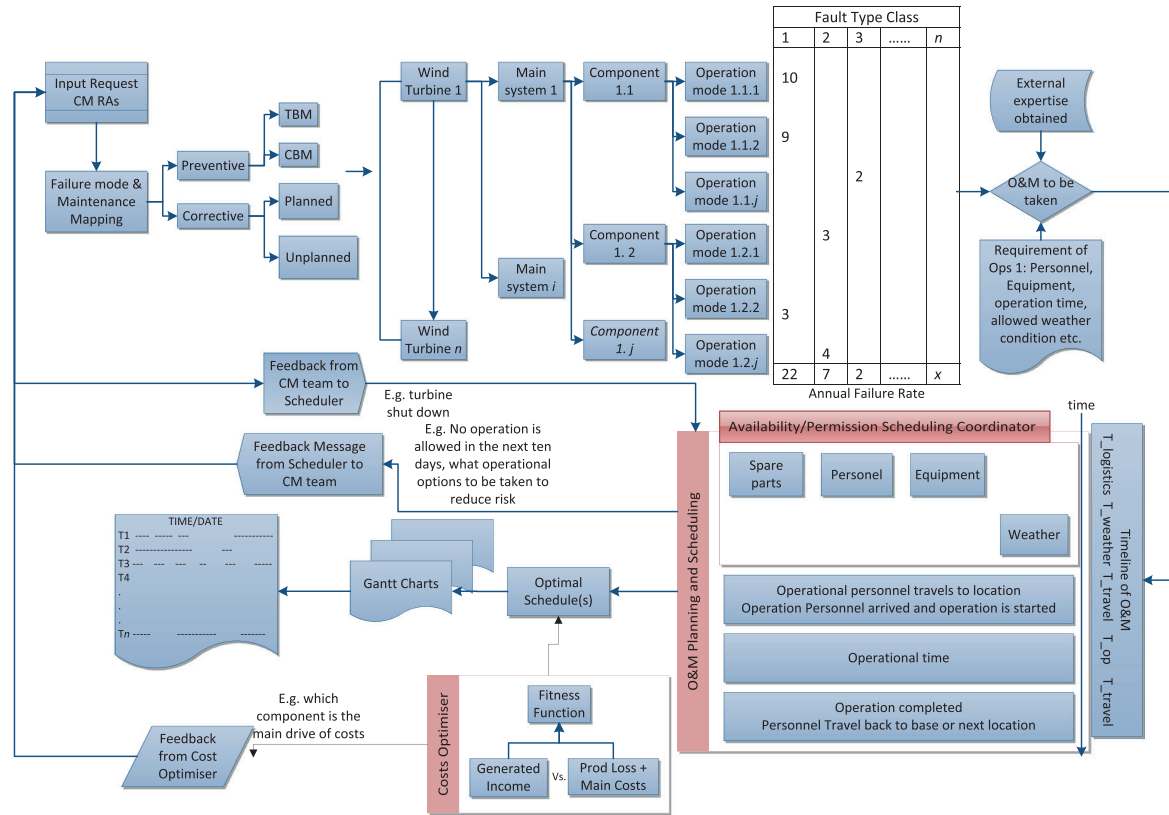 Input Request
CM RAs
Failure mode &
Maintenance
Mapping
Preventive
Corrective
TBM
CBM
Planned
Unplanned
Wind
Turbine 1
Wind
Turbine n
Main
system 1
Main
system i
Component
1.1
Component
1. 2
Component
1. j
Operation
mode 1.1.1
Operation
mode 1.1.2
Operation
mode 1.1.j
Operation
mode 1.2.1
Operation
mode 1.2.2
Operation
mode 1.2.j
Fault Type Class
1 2 3 ...... n
10
9
2
3
3
4
22 7 2 ...... x
Annual Failure Rate
External
expertise
obtained
O&M to be
taken
Requirement of
Ops 1: Personnel,
Equipment,
operation time,
allowed weather
condition etc.
Feedback from
CM team to
Scheduler
E.g. turbine
shut down
Feedback Message
from Scheduler to
CM team
E.g. No operation is
allowed in the next ten
days, what operational
options to be taken to
reduce risk
time
Availability/Permission Scheduling Coordinator
O&M Planning and Scheduling
Spare
parts
Personel
Equipment
Weather
Operational personnel travels to location
Operation Personnel arrived and operation is started
Operational time
Operation completed
Personnel Travel back to base or next location
Timeline of O&M
T_logistics T_weather T_travel T_op T_travel
TIME/DATE
T1 ---- ----- --- -----------
T2 ---------------- ---
T3 --- --- --- -- --- -----
T4
.
.
.
Tn ----- ----------- -------
Gantt Charts
Optimal
Schedule(s)
Costs Optimiser
Fitness
Function
Generated
Income
Vs.
Prod Loss +
Main Costs
E.g. which
component is the
main drive of costs
Feedback
from Cost
Optimiser